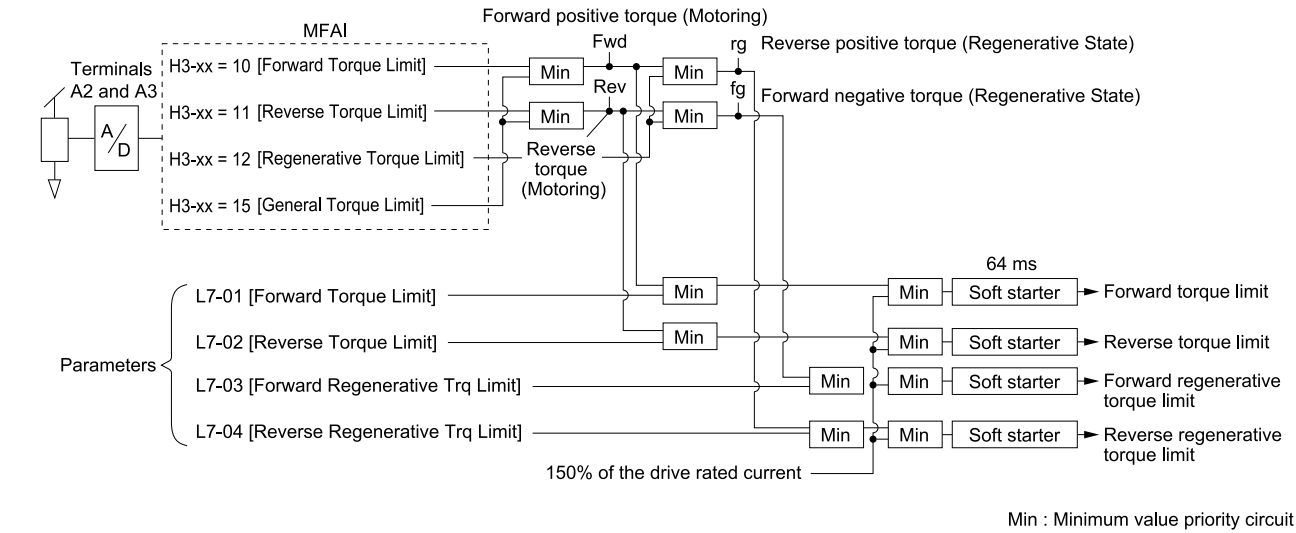 Forward positive torque (Motoring)
MFAI
Fwd
rg
Reverse positive torque (Regenerative State)
Terminals
A2 and A3
H3-xx = 10 [Forward Torque Limit]
Min
Min
Rev
fg
Forward negative torque (Regenerative State)
A/D
H3-xx = 11 [Reverse Torque Limit]
Min
Min
H3-xx = 12 [Regenerative Torque Limit]
Reverse
torque
(Motoring)
H3-xx = 15 [General Torque Limit]
64 ms
L7-01 [Forward Torque Limit]
Min
Min
Soft starter
Forward torque limit
L7-02 [Reverse Torque Limit]
Min
Min
Soft starter
Reverse torque limit
Parameters
L7-03 [Forward Regenerative Trq Limit]
Min
Min
Soft starter
Forward regenerative
torque limit
L7-04 [Reverse Regenerative Trq Limit]
Min
Min
Soft starter
Reverse regenerative
torque limit
150% of the drive rated current
Min : Minimum value priority circuit